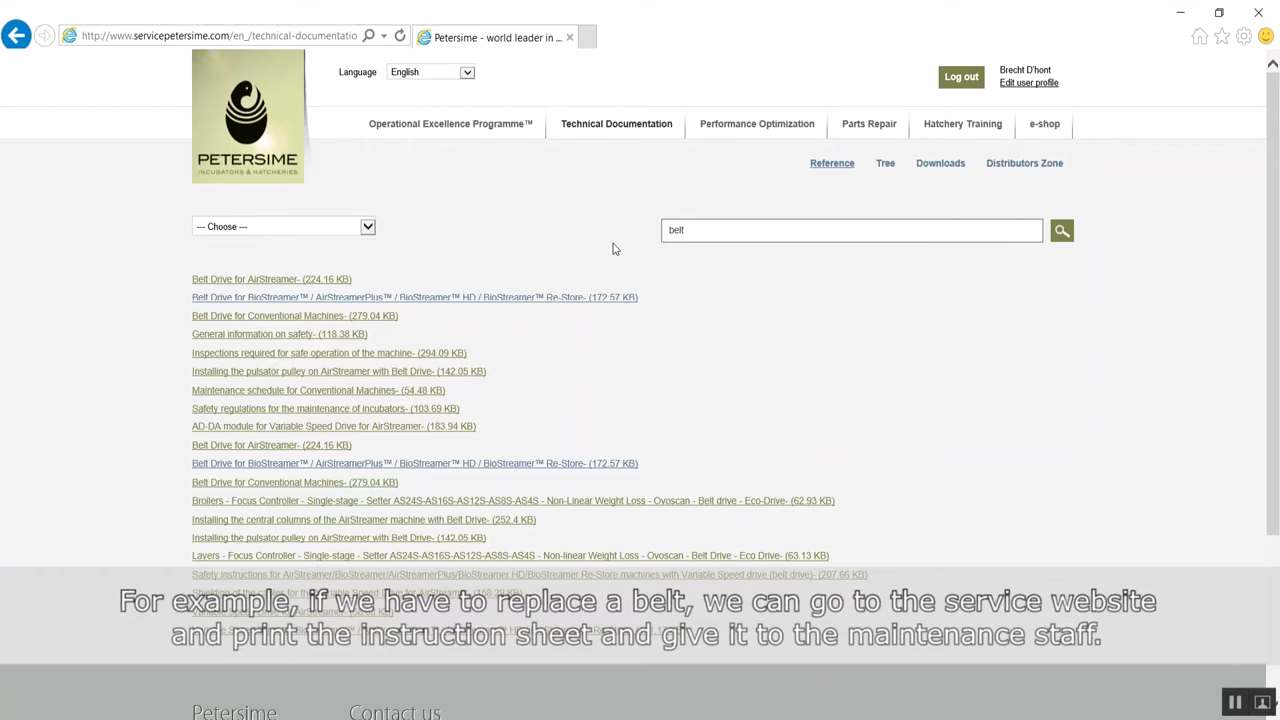 http://www.servicepetersime.com/en_/technical-documentatio
Petersime - world leader in ...
Language
English
Log out
Brecht D'hont
Edit user profile
PETERSIME
INCUBATORS & HATCHERIES
Operational Excellence Programme™
Technical Documentation
Performance Optimization
Parts Repair
Hatchery Training
e-shop
Reference
Tree
Downloads
Distributors Zone
--- Choose ---
belt
Belt Drive for AirStreamer- (224.16 KB)
Belt Drive for BioStreamer™ / AirStreamerPlus™ / BioStreamer™ HD / BioStreamer™ Re-Store- (172.57 KB)
Belt Drive for Conventional Machines- (279.04 KB)
General information on safety- (118.38 KB)
Inspections required for safe operation of the machine- (294.09 KB)
Installing the pulsator pulley on AirStreamer with Belt Drive- (142.05 KB)
Maintenance schedule for Conventional Machines- (54.48 KB)
Safety regulations for the maintenance of incubators- (103.69 KB)
AD-DA module for Variable Speed Drive for AirStreamer- (183.94 KB)
Belt Drive for AirStreamer- (224.16 KB)
Belt Drive for BioStreamer™ / AirStreamerPlus™ / BioStreamer™ HD / BioStreamer™ Re-Store- (172.57 KB)
Belt Drive for Conventional Machines- (279.04 KB)
Broilers - Focus Controller - Single-stage - Setter AS24S-AS16S-AS12S-AS8S-AS4S - Non-Linear Weight Loss - Ovoscan - Belt drive - Eco-Drive- (62.93 KB)
Installing the central columns of the AirStreamer machine with Belt Drive- (252.4 KB)
Installing the pulsator pulley on AirStreamer with Belt Drive- (142.05 KB)
Layers - Focus Controller - Single-stage - Setter AS24S-AS16S-AS12S-AS8S-AS4S - Non-linear Weight Loss - Ovoscan - Belt Drive - Eco Drive- (63.13 KB)
Safety instructions for AirStreamer/BioStreamer/AirStreamerPlus/BioStreamer HD/BioStreamer Re-Store machines with Variable Speed drive (belt drive)- (207.66 KB)
For example, if we have to replace a belt, we can go to the service website
and print the instruction sheet and give it to the maintenance staff.
Petersime
Contact us